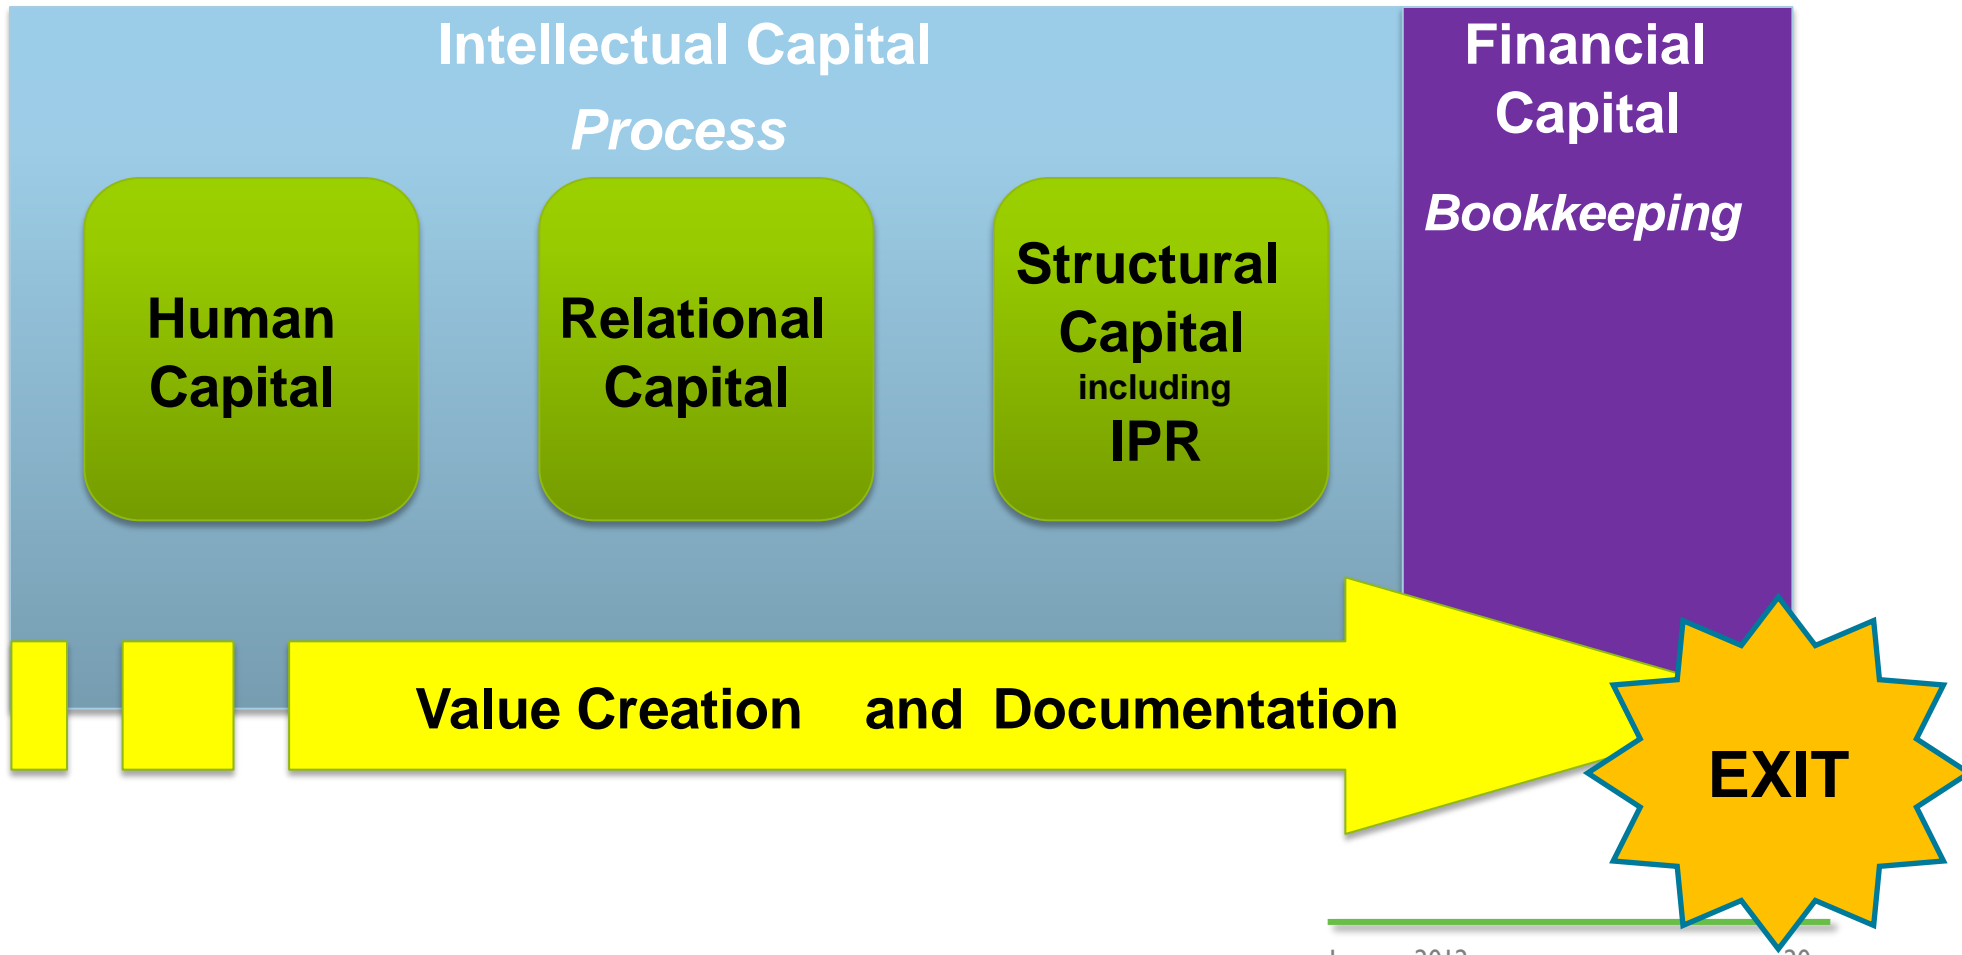 Intellectual Capital
Process
Financial
Capital
Bookkeeping
Human
Capital
Relational
Capital
Structural
Capital
including
IPR
Value Creation and Documentation
EXIT
2012